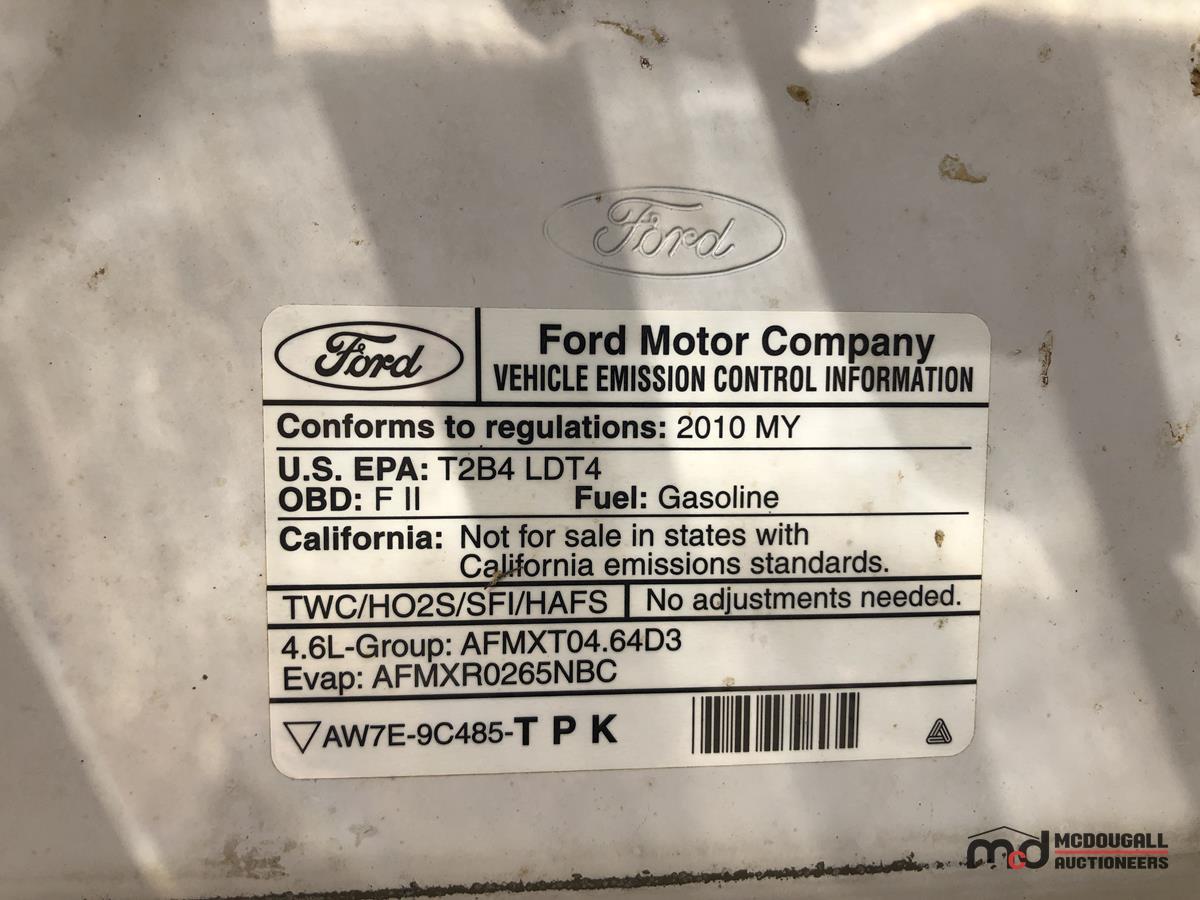 Ford
Ford
Ford Motor Company
VEHICLE EMISSION CONTROL INFORMATION
Conforms to regulations: 2010 MY
U.S. EPA: T2B4 LDT4
OBD: F II Fuel: Gasoline
California: Not for sale in states with
California emissions standards.
TWC/HO2S/SFI/HAFS No adjustments needed.
4.6L-Group: AFMXT04.64D3
Evap: AFMXR0265NBC
AW7E-9C485-T P K
mcd MCDOUGALL
AUCTIONEERS